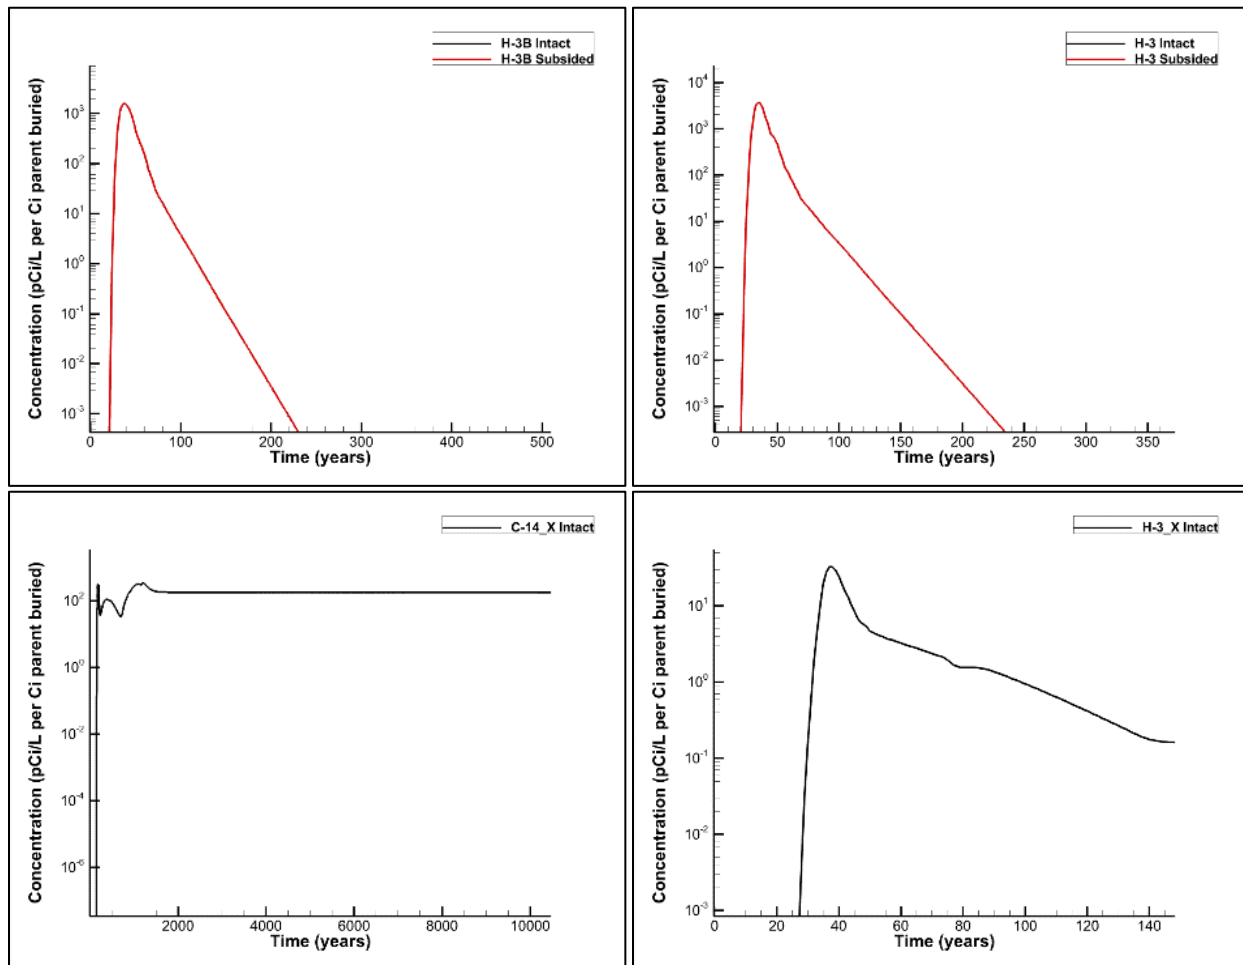 H-3B Intact
H-3B Subsided
Concentration (pCi/L per Ci parent buried)
10³
10²
10¹
10⁰
10⁻¹
10⁻²
10⁻³
0 100 200 300 400 500
Time (years)
H-3 Intact
H-3 Subsided
Concentration (pCi/L per Ci parent buried)
10⁴
10³
10²
10¹
10⁰
10⁻¹
10⁻²
10⁻³
0 50 100 150 200 250 300 350
Time (years)
C-14_X Intact
Concentration (pCi/L per Ci parent buried)
10²
10⁰
10⁻²
10⁻⁴
10⁻⁶
2000 4000 6000 8000 10000
Time (years)
H-3_X Intact
Concentration (pCi/L per Ci parent buried)
10¹
10⁰
10⁻¹
10⁻²
10⁻³
0 20 40 60 80 100 120 140
Time (years)